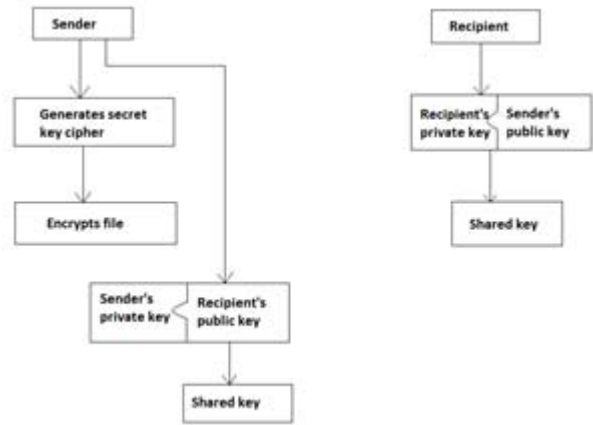 Sender
Generates secret
key cipher
Encrypts file
Sender's
private key
Recipient's
public key
Shared key
Recipient
Recipient's
private key
Sender's
public key
Shared key